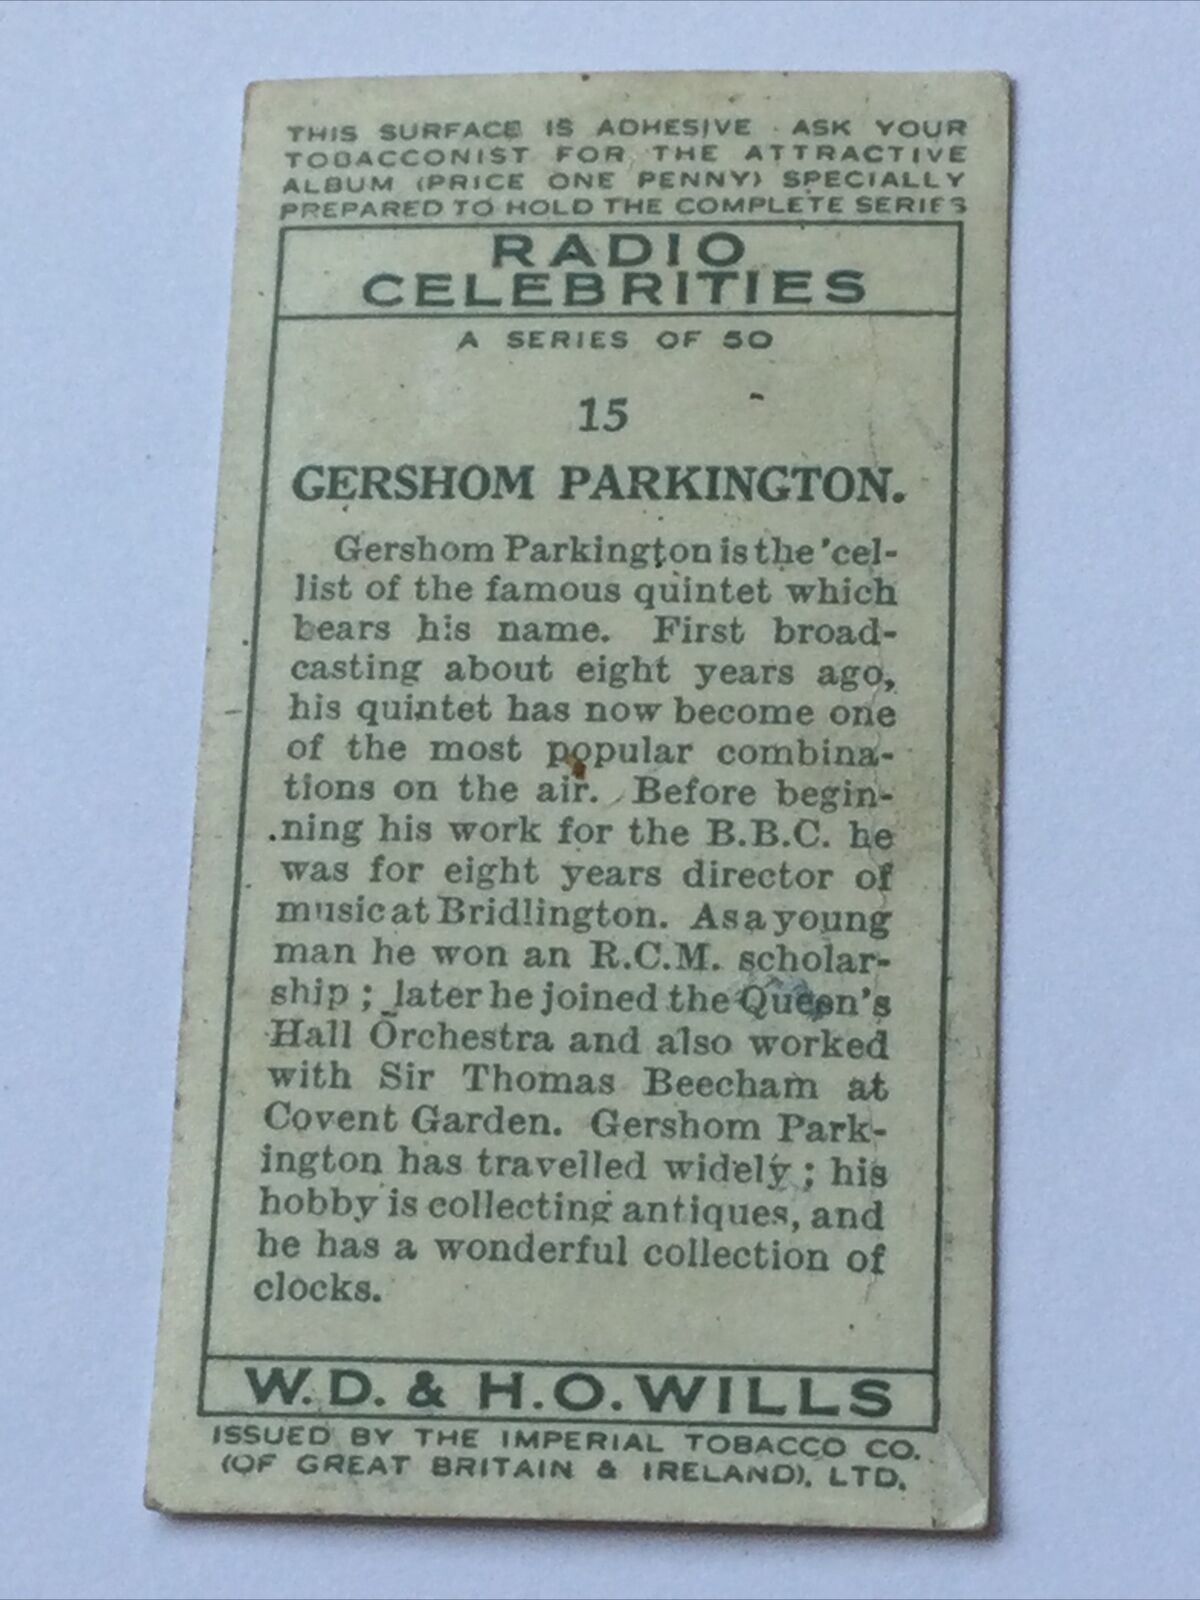 THIS SURFACE IS ADHESIVE . ASK YOUR
TOBACCONIST FOR THE ATTRACTIVE
ALBUM (PRICE ONE PENNY) SPECIALLY
PREPARED TO HOLD THE COMPLETE SERIES
RADIO
CELEBRITIES
A SERIES OF 50
15
GERSHOM PARKINGTON.
Gershom Parkington is the 'cel-
list of the famous quintet which
bears his name. First broad-
casting about eight years ago,
his quintet has now become one
of the most popular combina-
tions on the air. Before begin-
ning his work for the B.B.C. he
was for eight years director of
music at Bridlington. As a young
man he won an R.C.M. scholar-
ship; later he joined the Queen's
Hall Orchestra and also worked
with Sir Thomas Beecham at
Covent Garden. Gershom Park-
ington has travelled widely; his
hobby is collecting antiques, and
he has a wonderful collection of
clocks.
W.D. & H.O. WILLS
ISSUED BY THE IMPERIAL TOBACCO CO.
(OF GREAT BRITAIN & IRELAND), LTD.